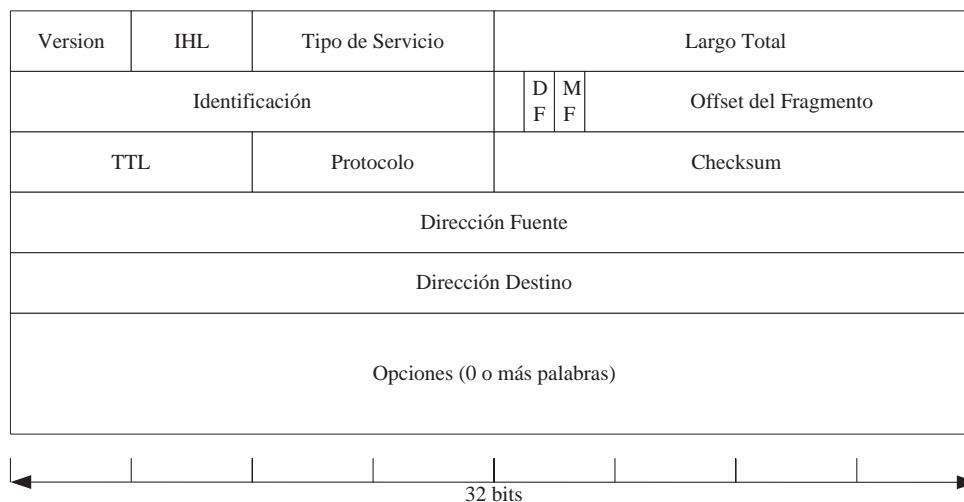 Version IHL Tipo de Servicio Largo Total
Identificación D F M F Offset del Fragmento
TTL Protocolo Checksum
Dirección Fuente
Dirección Destino
Opciones (0 o más palabras)
32 bits